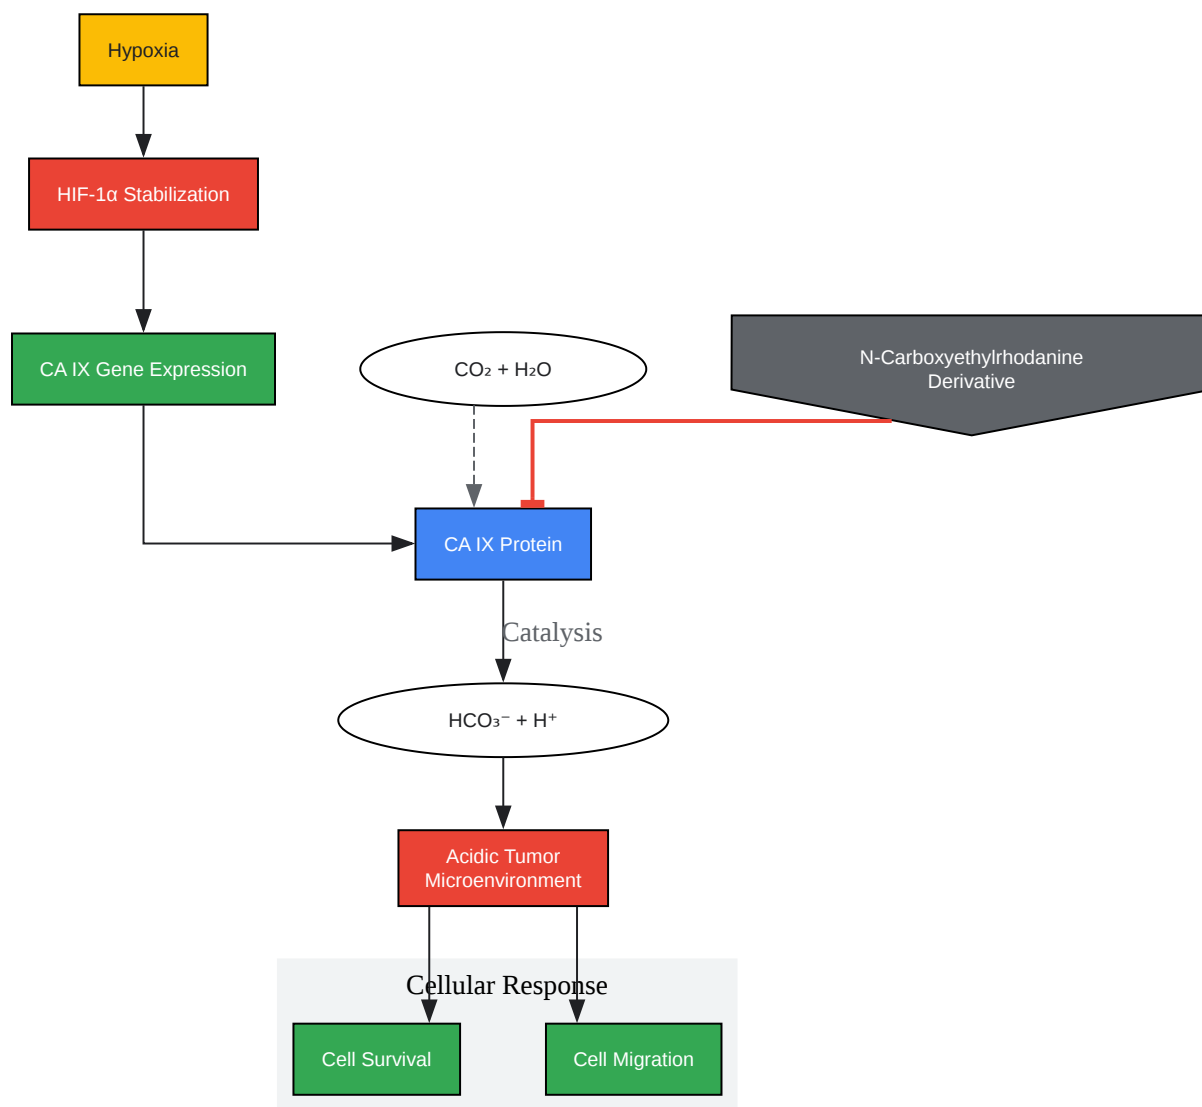 Hypoxia
HIF-1α Stabilization
CA IX Gene Expression
CO₂ + H₂O
N-Carboxyethylrhodanine
Derivative
CA IX Protein
Catalysis
HCO₃⁻ + H⁺
Acidic Tumor
Microenvironment
Cellular Response
Cell Survival
Cell Migration